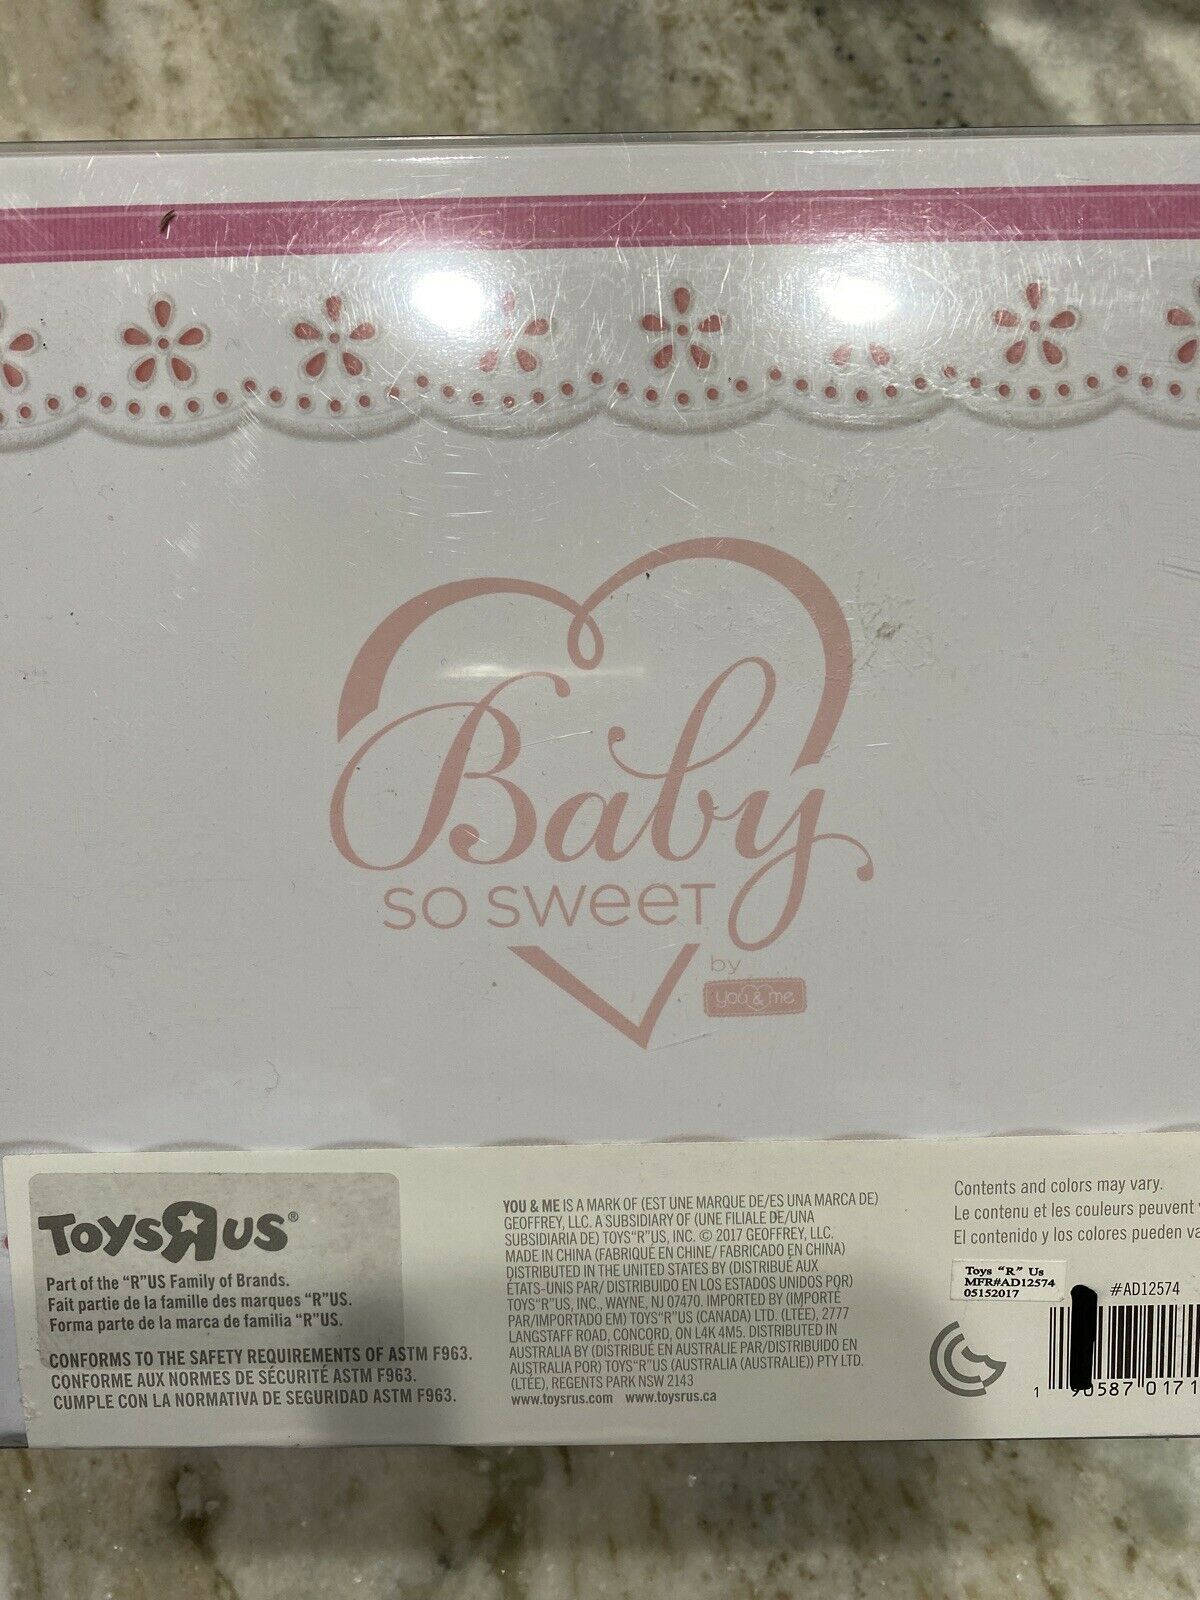 Baby
SO SWEET
by
you & me
TOYS R US®
Part of the “R”US Family of Brands.
Fait partie de la famille des marques “R”US.
Forma parte de la marca de familia “R”US.
CONFORMS TO THE SAFETY REQUIREMENTS OF ASTM F963.
CONFORME AUX NORMES DE SÉCURITÉ ASTM F963.
CUMPLE CON LA NORMATIVA DE SEGURIDAD ASTM F963.
YOU & ME IS A MARK OF (EST UNE MARQUE DE/ES UNA MARCA DE)
GEOFFREY, LLC. A SUBSIDIARY OF (UNE FILIALE DE/UNA
SUBSIDIARIA DE) TOYS“R”US, INC. © 2017 GEOFFREY, LLC.
MADE IN CHINA (FABRIQUÉ EN CHINE/ FABRICADO EN CHINA)
DISTRIBUTED IN THE UNITED STATES BY (DISTRIBUÉ AUX
ÉTATS-UNIS PAR/ DISTRIBUIDO EN LOS ESTADOS UNIDOS POR)
TOYS“R”US, INC., WAYNE, NJ 07470. IMPORTED BY (IMPORTÉ
PAR/IMPORTADO EM) TOYS“R”US (CANADA) LTD. (LTÉE), 2777
LANGSTAFF ROAD, CONCORD, ON L4K 4M5. DISTRIBUTED IN
AUSTRALIA BY (DISTRIBUÉ EN AUSTRALIE PAR/DISTRIBUIDO EN
AUSTRALIA POR) TOYS“R”US (AUSTRALIA (AUSTRALIE)) PTY LTD.
(LTÉE), REGENTS PARK NSW 2143
www.toysrus.com www.toysrus.ca
Contents and colors may vary.
Le contenu et les couleurs peuvent
El contenido y los colores pueden va
Toys “R” Us
MFR#AD12574
05152017
#AD12574
1 90587 0171